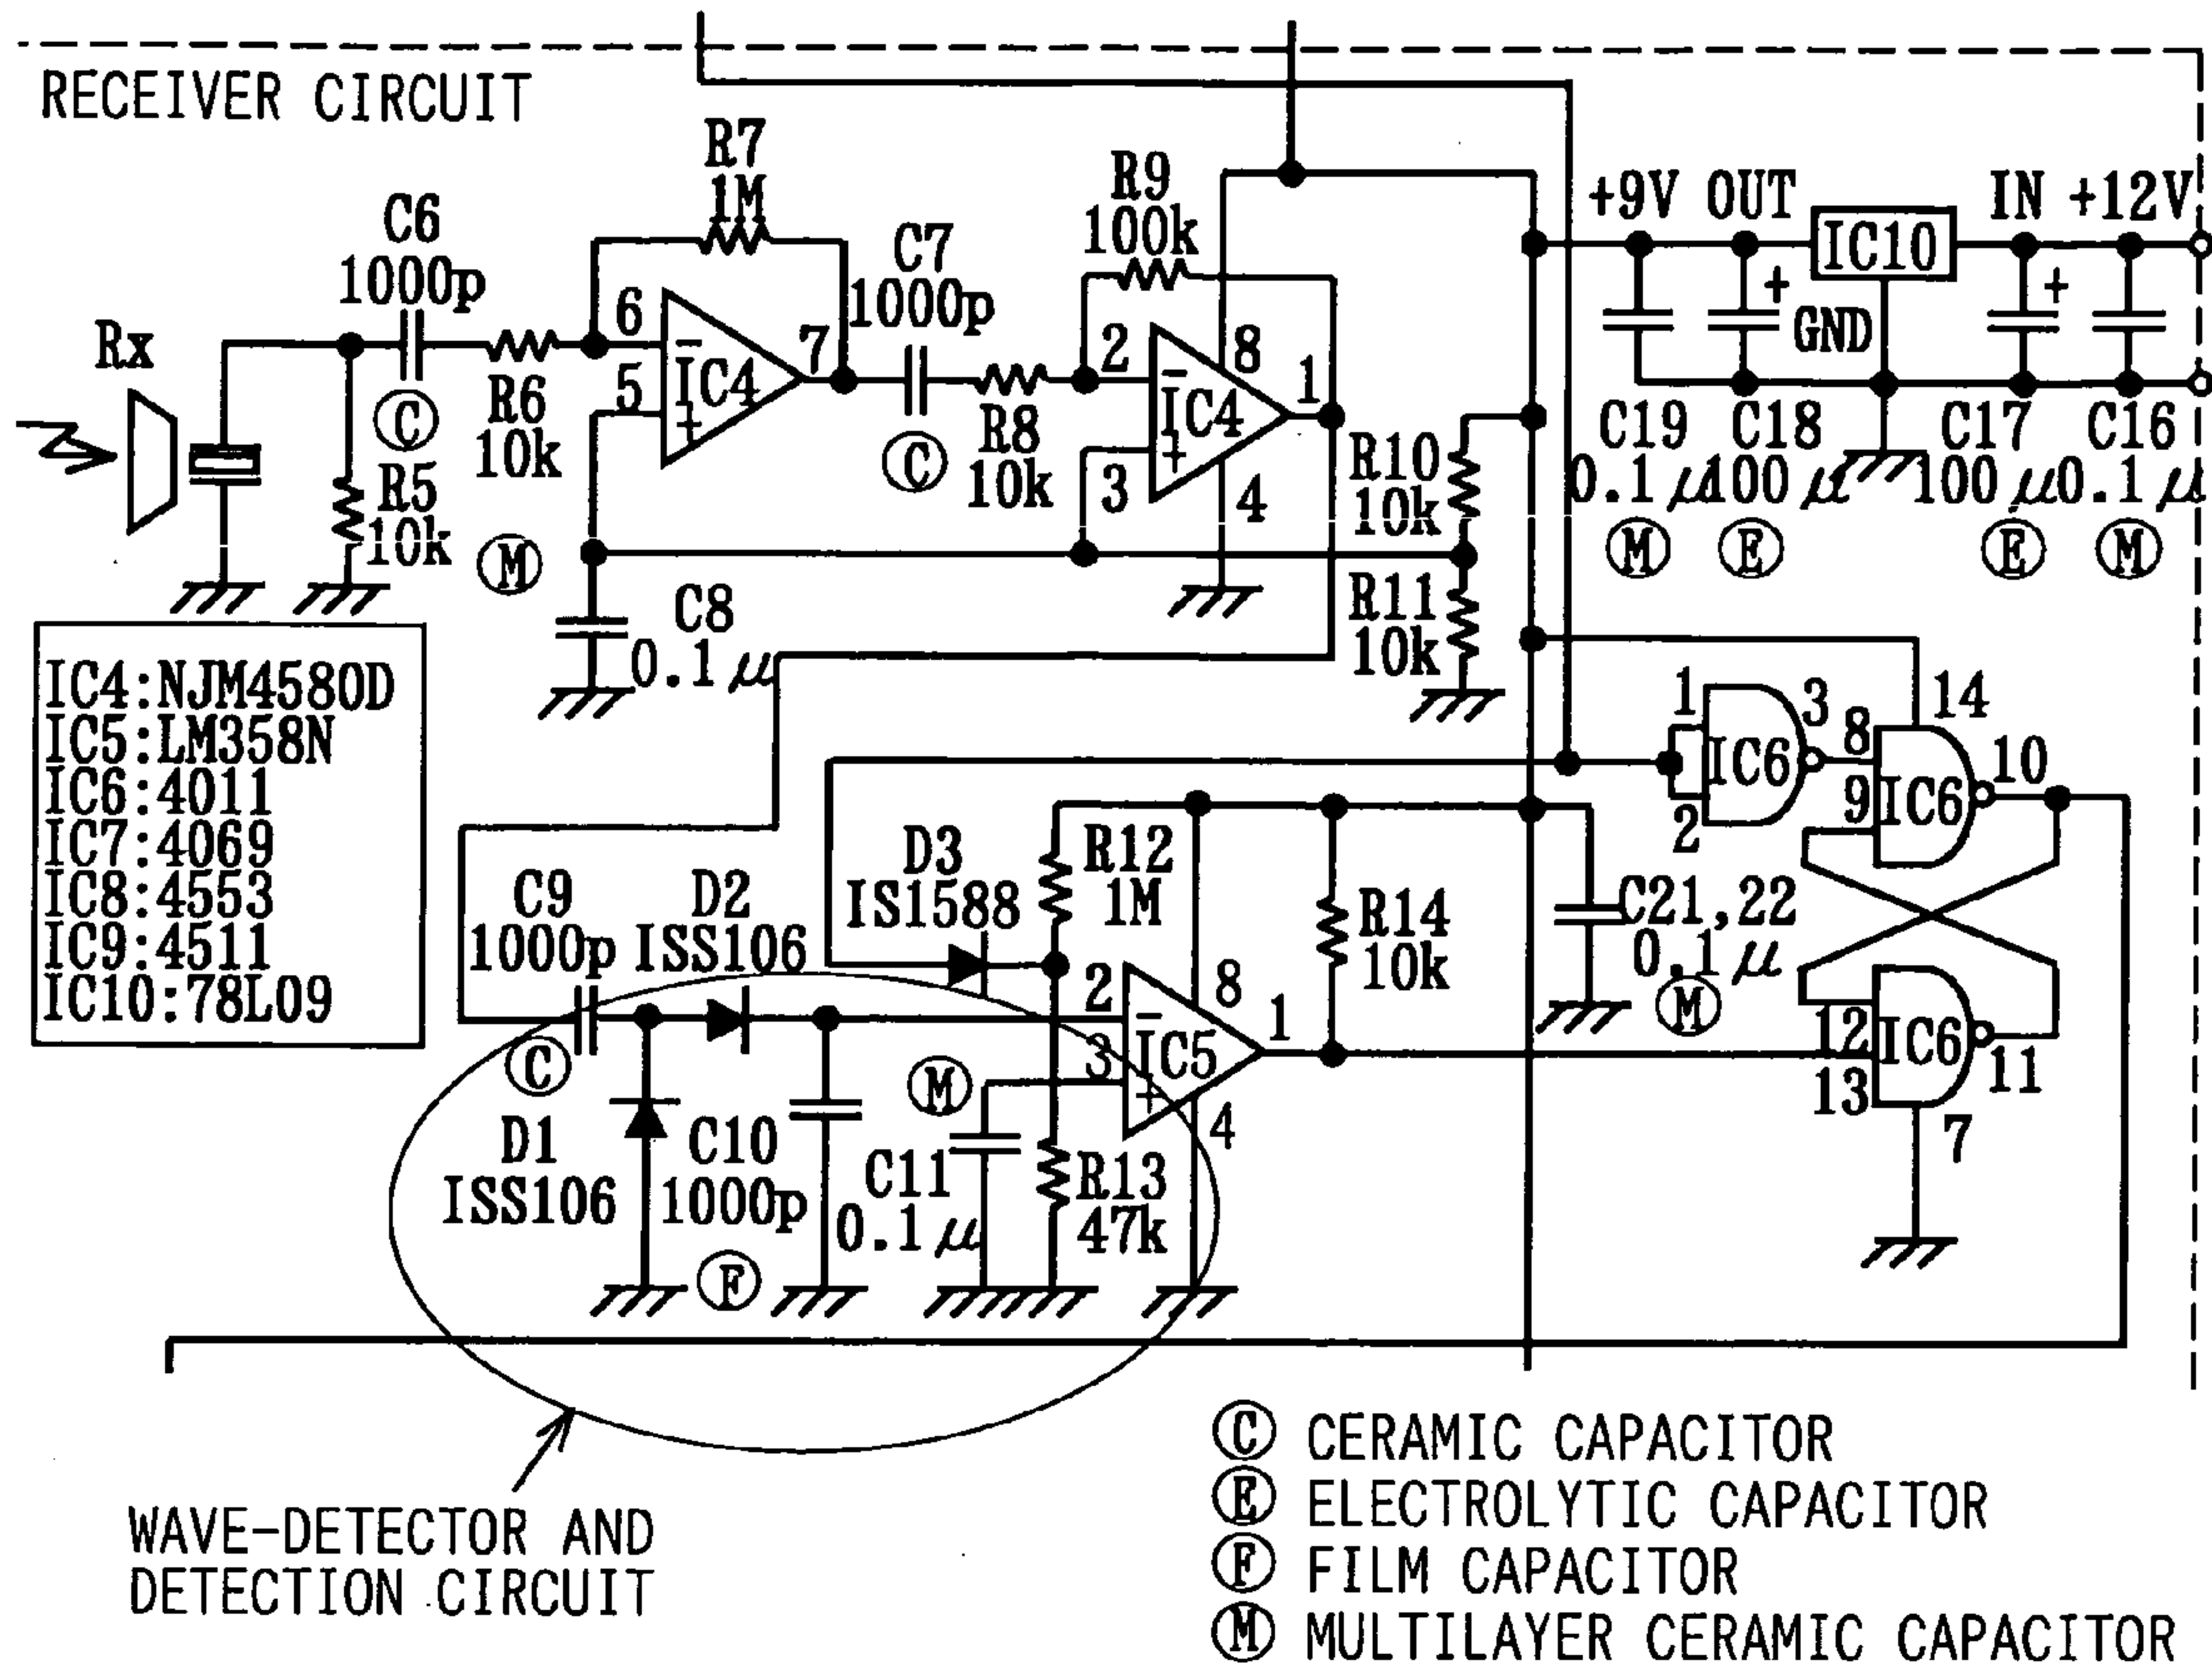 RECEIVER CIRCUIT
R7
1M
C6
1000p
R9
100k
C7
1000p
+9V OUT
IC10
IN +12V
+
+
GND
Rx
6
5
−
+
IC4
7
2
3
−
+
IC4
8
1
4
R6
10k
C
R8
10k
C
R5
10k
M
C8
0.1μ
R10
10k
R11
10k
C19
0.1μ
M
C18
100μ
E
C17
100μ
E
C16
0.1μ
M
IC4:NJM4580D
IC5:LM358N
IC6:4011
IC7:4069
IC8:4553
IC9:4511
IC10:78L09
1
2
IC6
3
8
9
IC6
14
10
C9
1000p
C
D2
ISS106
D3
IS1588
R12
1M
R14
10k
C21,22
0.1μ
M
2
3
−
+
IC5
8
1
4
12
13
IC6
11
7
D1
ISS106
C10
1000p
F
M
C11
0.1μ
R13
47k
WAVE-DETECTOR AND
DETECTION CIRCUIT
C CERAMIC CAPACITOR
E ELECTROLYTIC CAPACITOR
F FILM CAPACITOR
M MULTILAYER CERAMIC CAPACITOR